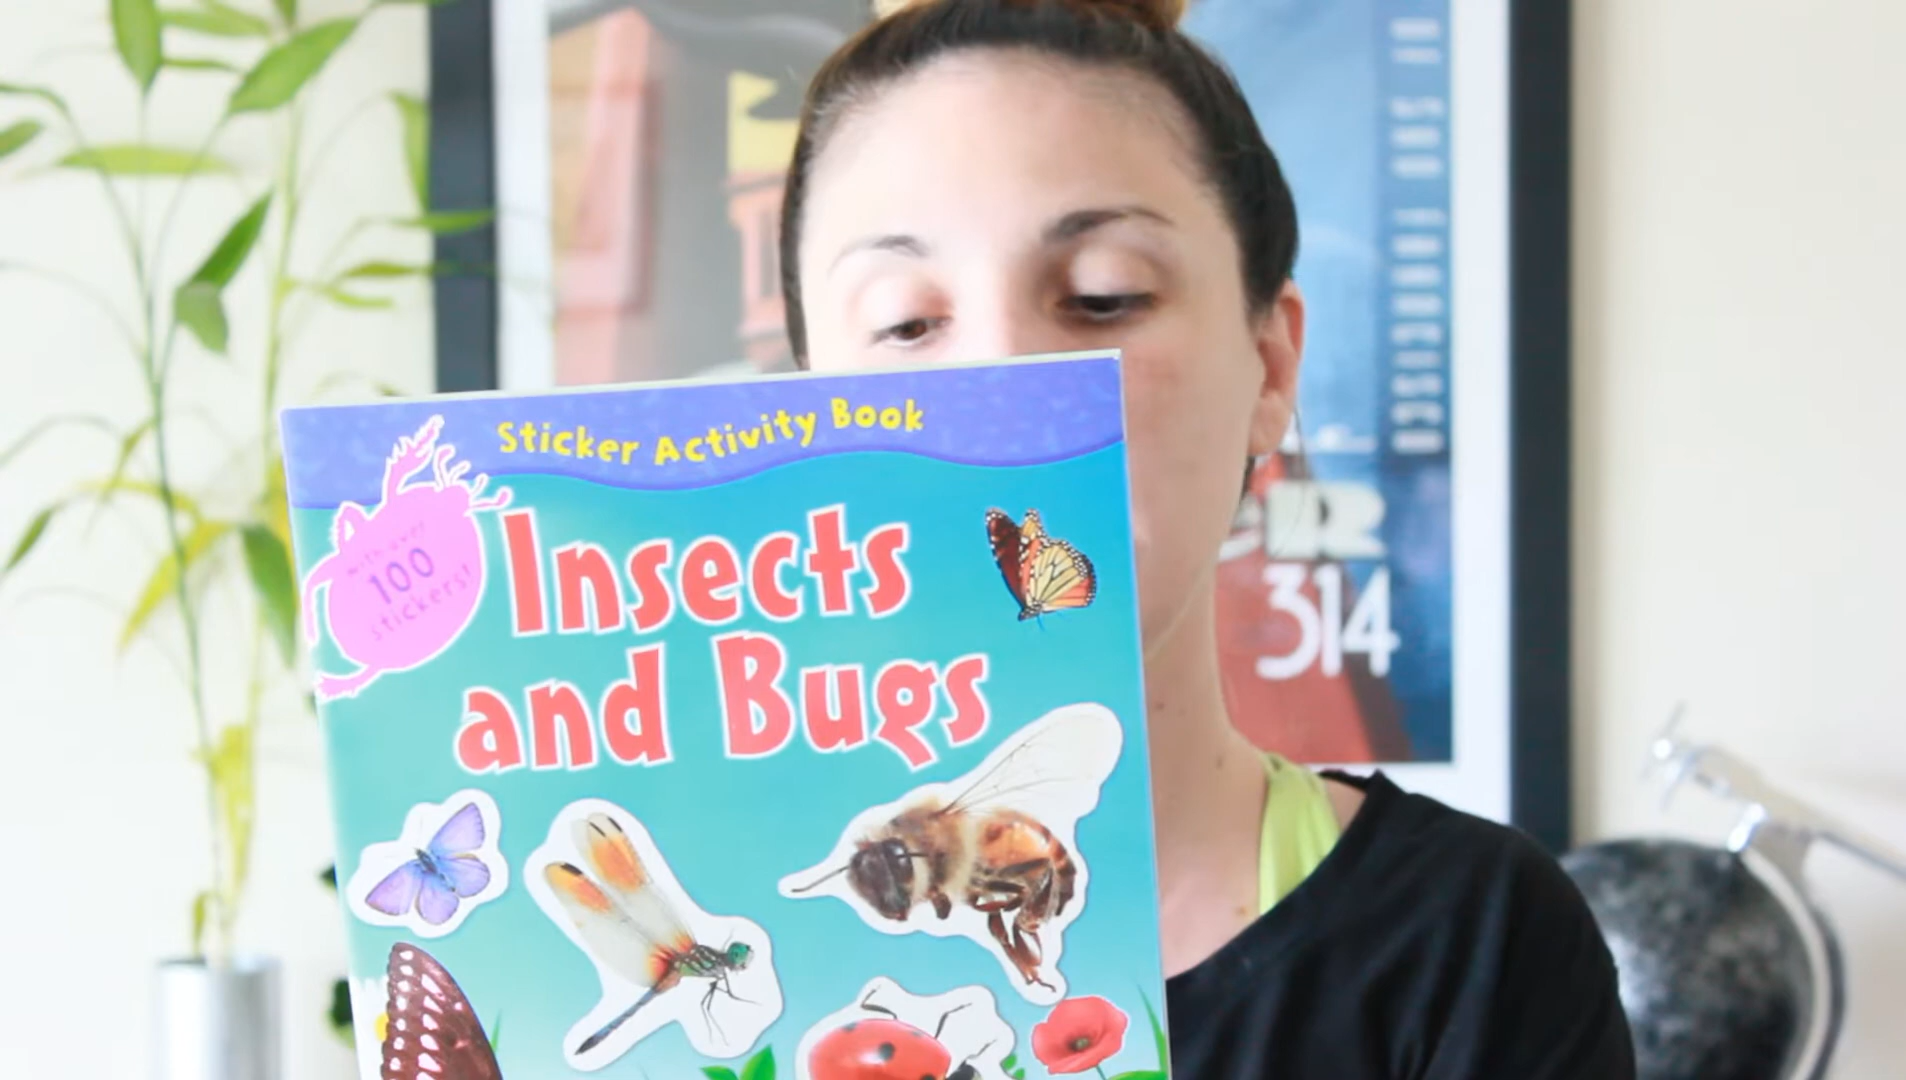 Sticker Activity Book
with over
100
stickers!
Insects
and Bugs
314